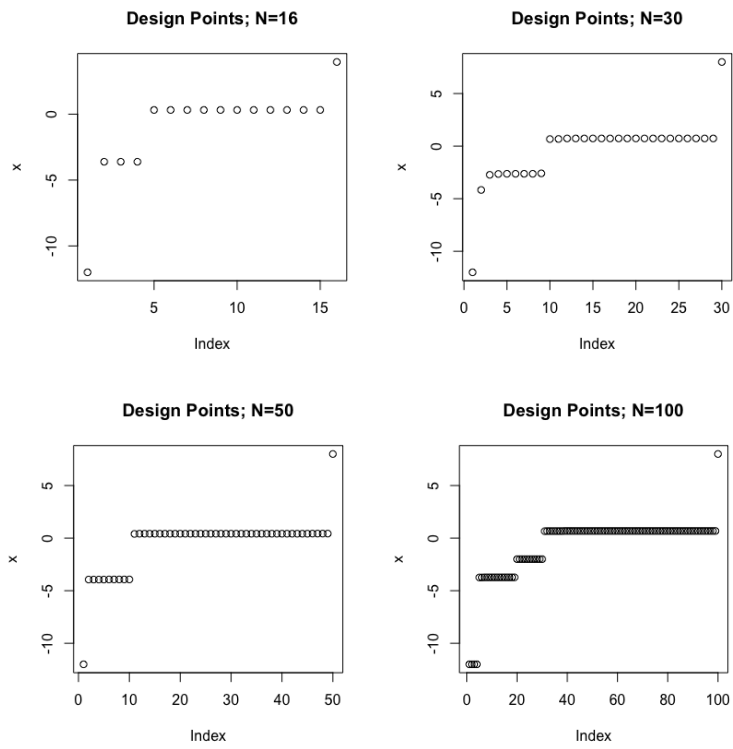 Design Points; N=16
0
-5
-10
x
5 10 15
Index
Design Points; N=30
5
0
-5
-10
x
0 5 10 15 20 25 30
Index
Design Points; N=50
5
0
-5
-10
x
0 10 20 30 40 50
Index
Design Points; N=100
5
0
-5
-10
x
0 20 40 60 80 100
Index